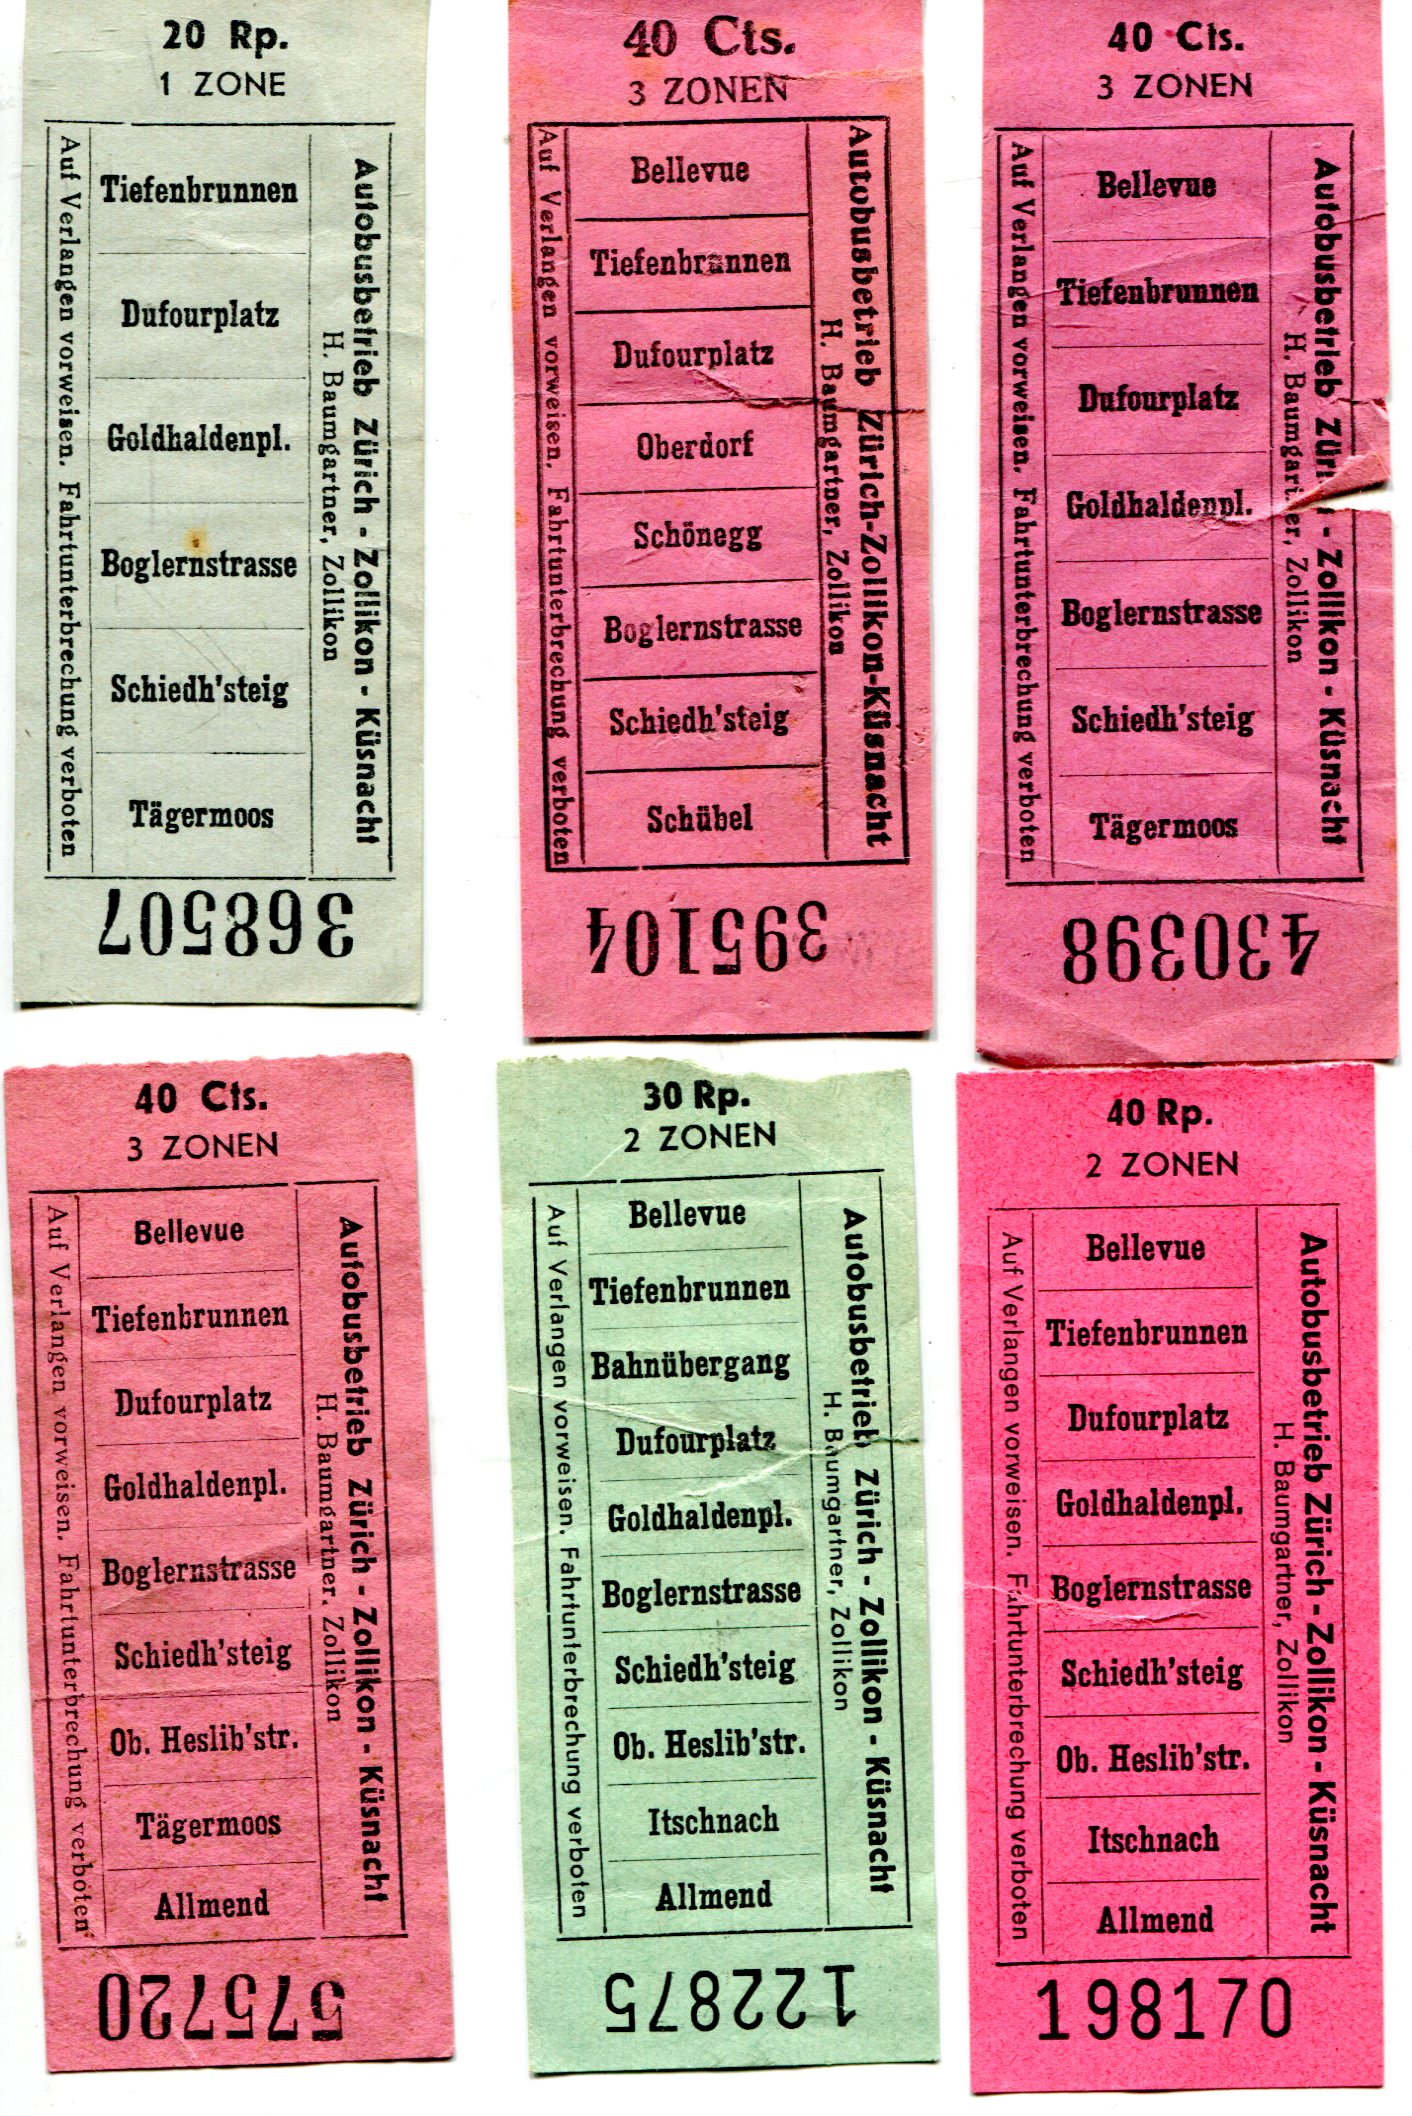 20 Rp.
1 ZONE
Auf Verlangen vorweisen. Fahrtunterbrechung verboten
Tiefenbrunnen
Dufourplatz
Goldhaldenpl.
Boglernstrasse
Schiedh'steig
Tägermoos
Autobusbetrieb Zürich - Zollikon - Küsnacht
H. Baumgartner, Zollikon
368507
40 Cts.
3 ZONEN
Auf Verlangen vorweisen. Fahrtunterbrechung verboten
Bellevue
Tiefenbrunnen
Dufourplatz
Oberdorf
Schönegg
Boglernstrasse
Schiedh'steig
Schübel
Autobusbetrieb Zürich-Zollikon-Küsnacht
H. Baumgartner, Zollikon
395104
40 Cts.
3 ZONEN
Auf Verlangen vorweisen. Fahrtunterbrechung verboten
Bellevue
Tiefenbrunnen
Dufourplatz
Goldhaldenpl.
Boglernstrasse
Schiedh'steig
Tägermoos
Autobusbetrieb Zürich - Zollikon - Küsnacht
H. Baumgartner, Zollikon
430398
40 Cts.
3 ZONEN
Auf Verlangen vorweisen. Fahrtunterbrechung verboten
Bellevue
Tiefenbrunnen
Dufourplatz
Goldhaldenpl.
Boglernstrasse
Schiedh'steig
Ob. Heslib'str.
Tägermoos
Allmend
Autobusbetrieb Zürich - Zollikon - Küsnacht
H. Baumgartner. Zollikon
575720
30 Rp.
2 ZONEN
Auf Verlangen vorweisen. Fahrtunterbrechung verboten
Bellevue
Tiefenbrunnen
Bahnübergang
Dufourplatz
Goldhaldenpl.
Boglernstrasse
Schiedh'steig
Ob. Heslib'str.
Itschnach
Allmend
Autobusbetrieb Zürich - Zollikon - Küsnacht
H. Baumgartner, Zollikon
122875
40 Rp.
2 ZONEN
Auf Verlangen vorweisen. Fahrtunterbrechung verboten
Bellevue
Tiefenbrunnen
Dufourplatz
Goldhaldenpl.
Boglernstrasse
Schiedh'steig
Ob. Heslib'str.
Itschnach
Allmend
Autobusbetrieb Zürich - Zollikon - Küsnacht
H. Baumgartner, Zollikon
198170